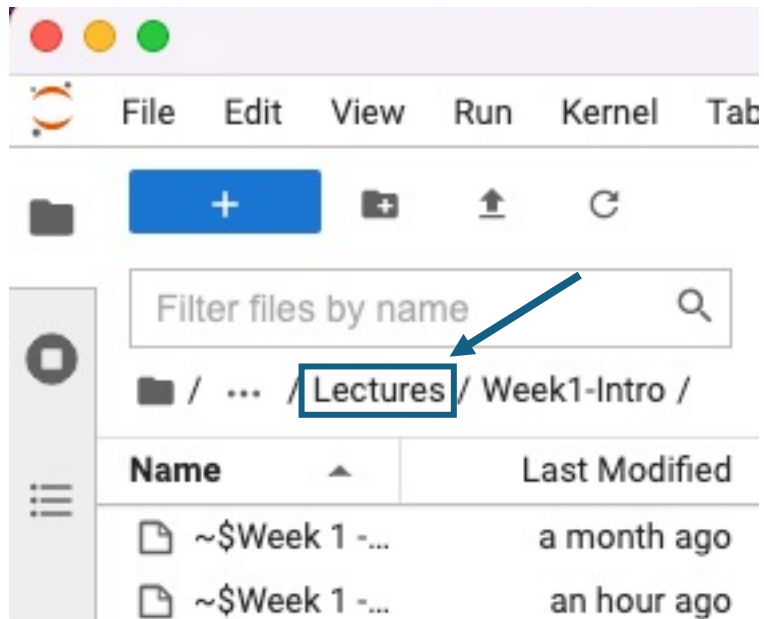 File Edit View Run Kernel Tab
+
Filter files by name
/ ... / Lectures / Week1-Intro /
Name Last Modified
~$Week 1 -... a month ago
~$Week 1 -... an hour ago